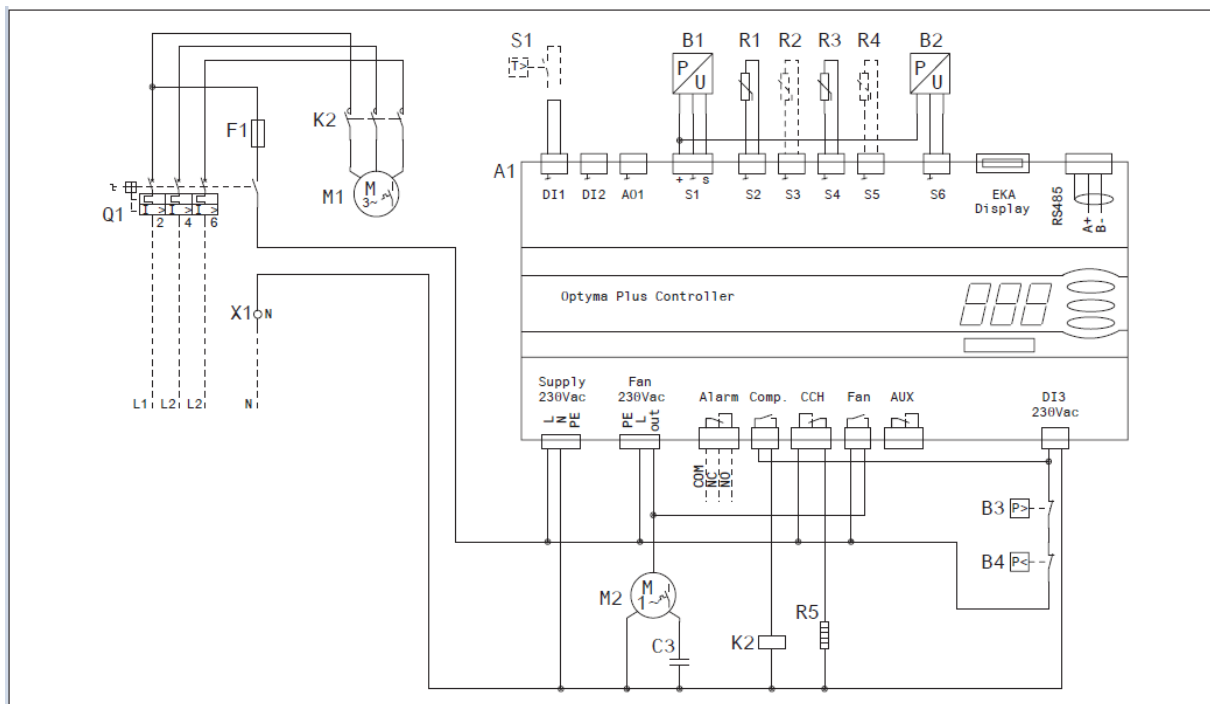 S1
B1
R1
R2
R3
R4
B2
T>
P
U
P
U
F1
K2
A1
M1
M
3~
Q1
I > I > I >
2 4 6
+ - s
DI1 DI2 AO1 S1 S2 S3 S4 S5 S6
EKA
Display
RS485
A+
B-
X1
N
Optyma Plus Controller
L1 L2 L2 N
Supply
230Vac
L
N
PE
Fan
230Vac
PE
L
out
Alarm
Comp.
CCH
Fan
AUX
DI3
230Vac
COM
NC
NO
B3
P>
B4
P<
M2
M
1~
C3
K2
R5